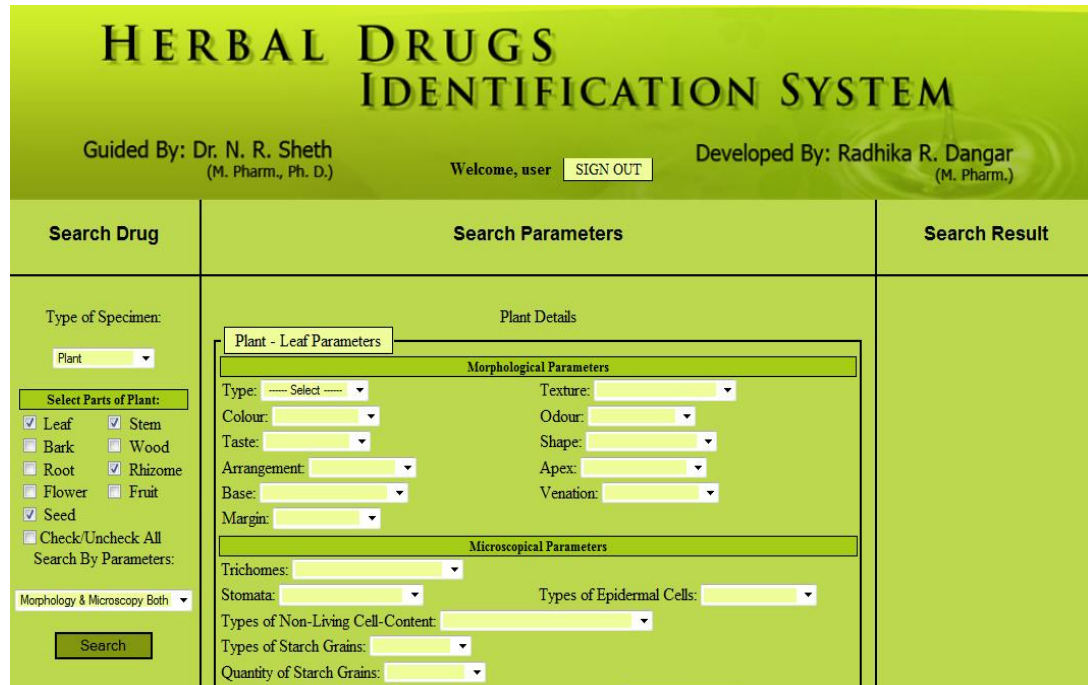 HERBAL DRUGS
IDENTIFICATION SYSTEM
Guided By: Dr. N. R. Sheth
(M. Pharm., Ph. D.)
Welcome, user SIGN OUT
Developed By: Radhika R. Dangar
(M. Pharm.)
Search Drug
Search Parameters
Search Result
Type of Specimen:
Plant
Select Parts of Plant:
Leaf Stem
Bark Wood
Root Rhizome
Flower Fruit
Seed
Check/Uncheck All
Search By Parameters:
Morphology & Microscopy Both
Search
Plant Details
Plant - Leaf Parameters
Morphological Parameters
Type: ------ Select ------ Texture:
Colour: Odour:
Taste: Shape:
Arrangement: Apex:
Base: Venation:
Margin:
Microscopical Parameters
Trichomes:
Stomata: Types of Epidermal Cells:
Types of Non-Living Cell-Content:
Types of Starch Grains:
Quantity of Starch Grains: